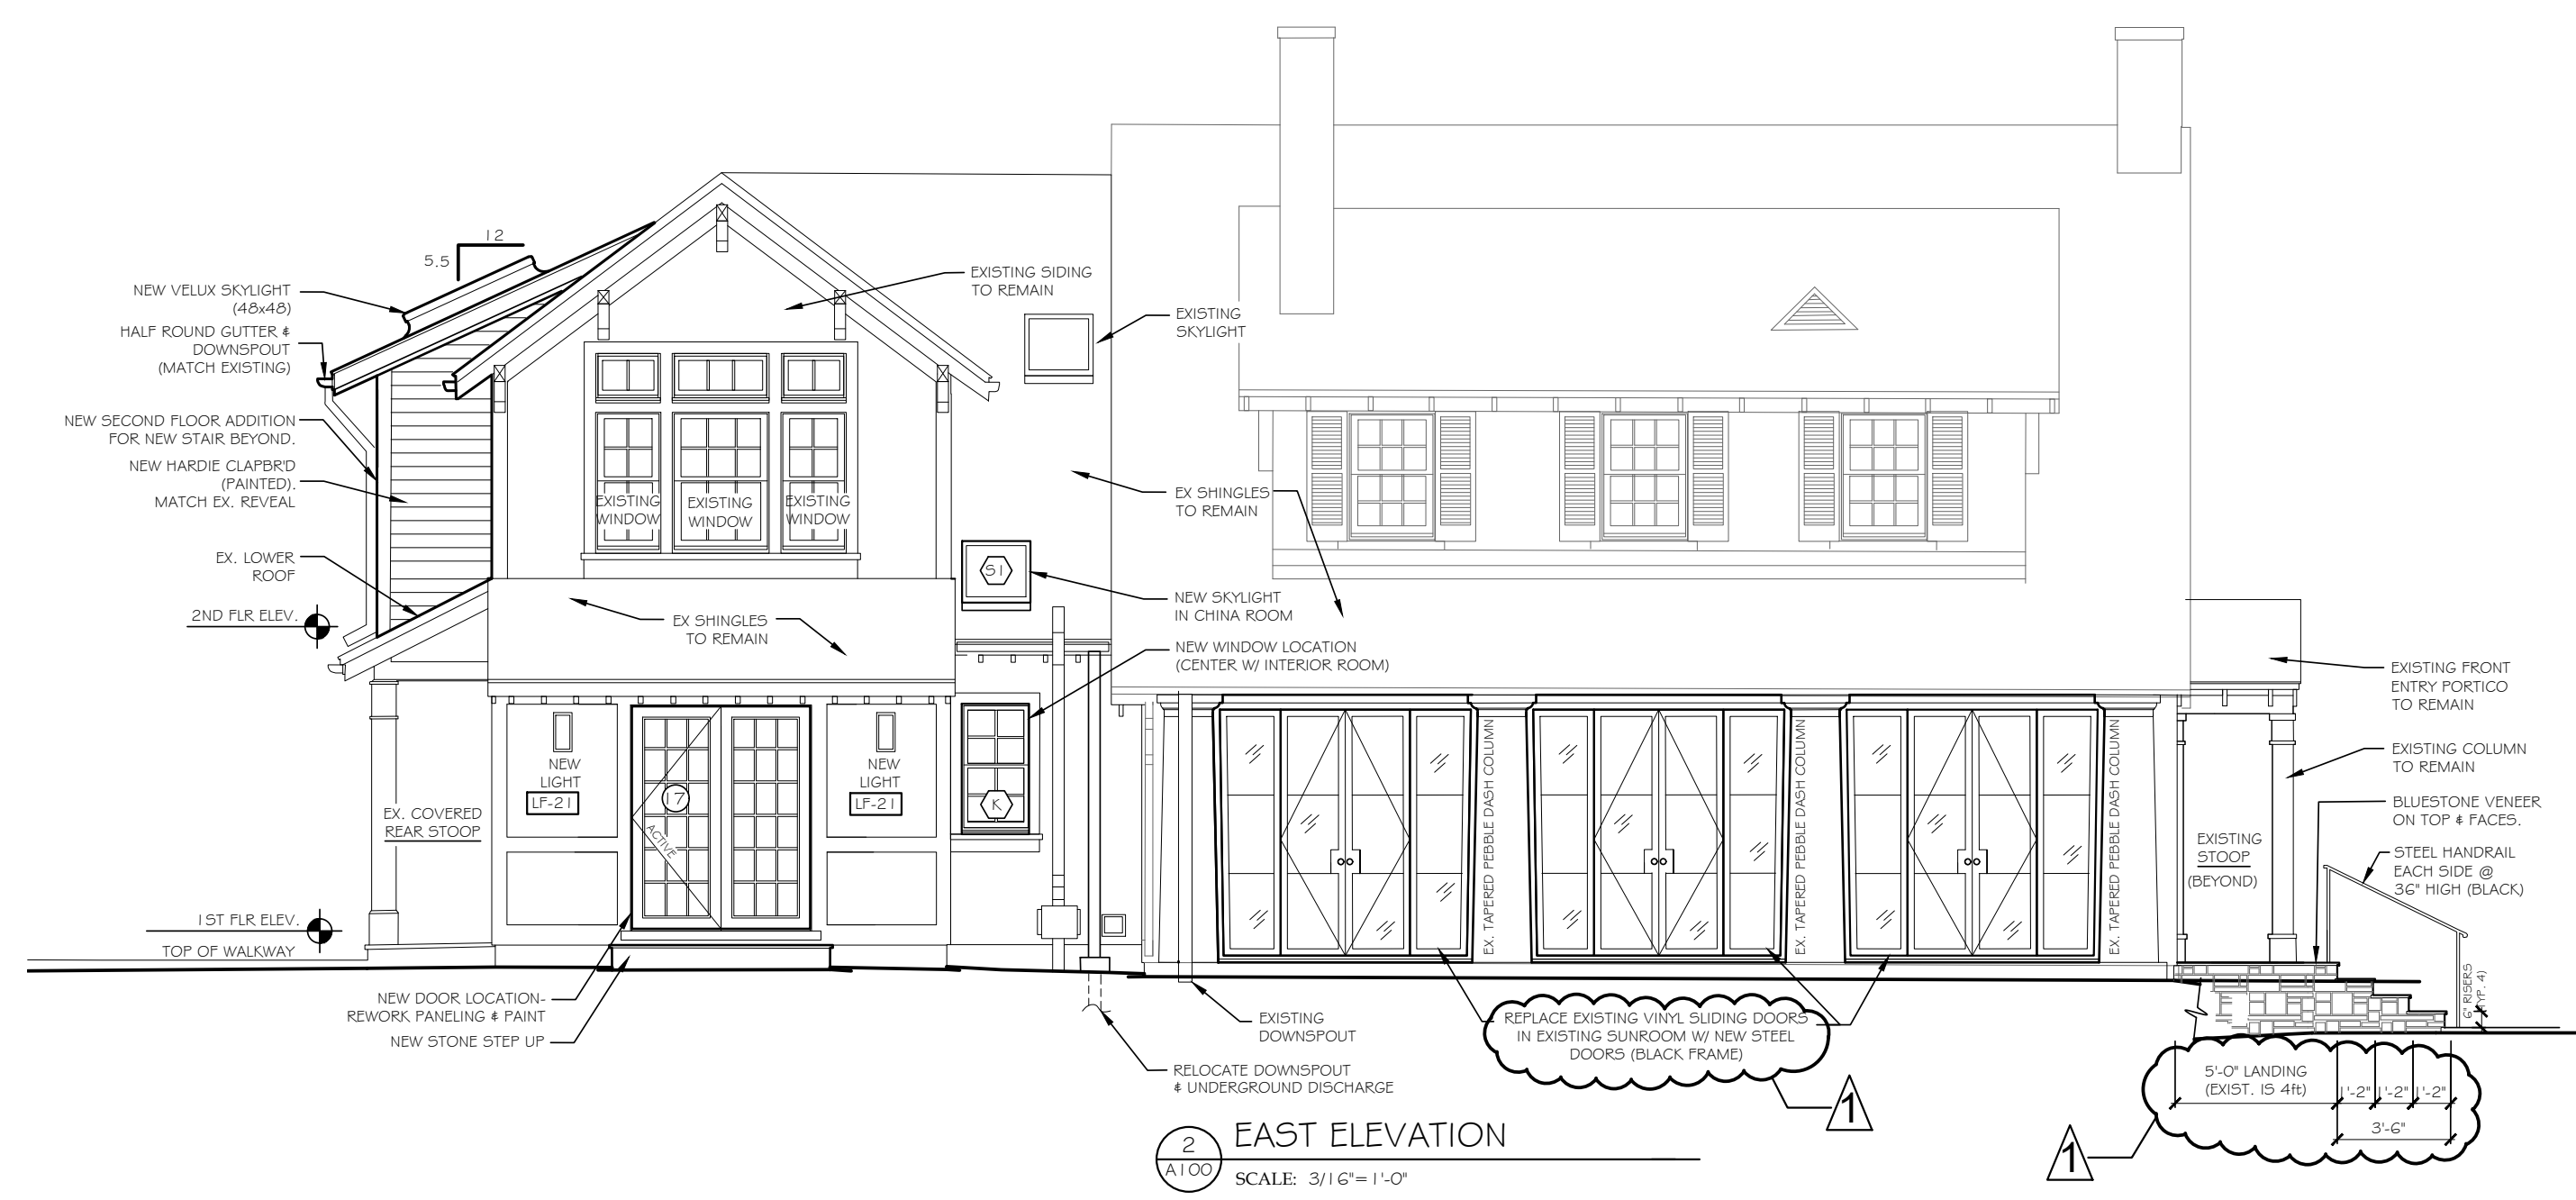 12
5.5
NEW VELUX SKYLIGHT
(48x48)
HALF ROUND GUTTER &
DOWNSPOUT
(MATCH EXISTING)
NEW SECOND FLOOR ADDITION
FOR NEW STAIR BEYOND.
NEW HARDIE CLAPBR'D
(PAINTED).
MATCH EX. REVEAL
EX. LOWER
ROOF
2ND FLR ELEV.
1ST FLR ELEV.
TOP OF WALKWAY
EXISTING SIDING
TO REMAIN
EXISTING
SKYLIGHT
EXISTING
WINDOW
EXISTING
WINDOW
EXISTING
WINDOW
EX SHINGLES
TO REMAIN
S1
NEW SKYLIGHT
IN CHINA ROOM
EX SHINGLES
TO REMAIN
NEW WINDOW LOCATION
(CENTER W/ INTERIOR ROOM)
EX. COVERED
REAR STOOP
NEW
LIGHT
LF-21
17
ACTIVE
NEW
LIGHT
LF-21
K
EX. TAPERED PEBBLE DASH COLUMN
EX. TAPERED PEBBLE DASH COLUMN
EX. TAPERED PEBBLE DASH COLUMN
EXISTING FRONT
ENTRY PORTICO
TO REMAIN
EXISTING COLUMN
TO REMAIN
BLUESTONE VENEER
ON TOP & FACES.
EXISTING
STOOP
(BEYOND)
STEEL HANDRAIL
EACH SIDE @
36" HIGH (BLACK)
6" RISERS
(TYP. 4)
NEW DOOR LOCATION-
REWORK PANELING & PAINT
NEW STONE STEP UP
EXISTING
DOWNSPOUT
RELOCATE DOWNSPOUT
& UNDERGROUND DISCHARGE
REPLACE EXISTING VINYL SLIDING DOORS
IN EXISTING SUNROOM W/ NEW STEEL
DOORS (BLACK FRAME)
1
5'-0" LANDING
(EXIST. IS 4ft)
1'-2" 1'-2" 1'-2"
3'-6"
1
2
A100
EAST ELEVATION
SCALE: 3/16"= 1'-0"